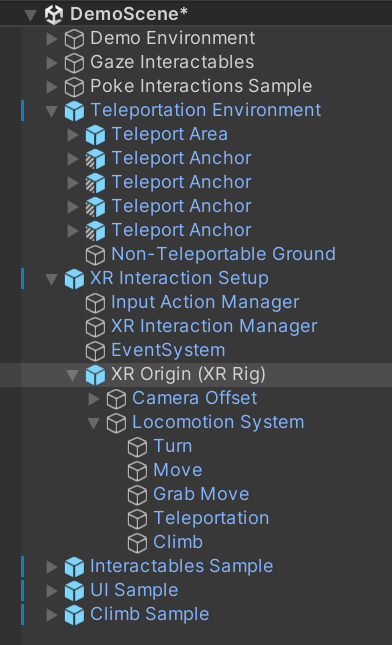 DemoScene*
Demo Environment
Gaze Interactables
Poke Interactions Sample
Teleportation Environment
Teleport Area
Teleport Anchor
Teleport Anchor
Teleport Anchor
Teleport Anchor
Non-Teleportable Ground
XR Interaction Setup
Input Action Manager
XR Interaction Manager
EventSystem
XR Origin (XR Rig)
Camera Offset
Locomotion System
Turn
Move
Grab Move
Teleportation
Climb
Interactables Sample
UI Sample
Climb Sample